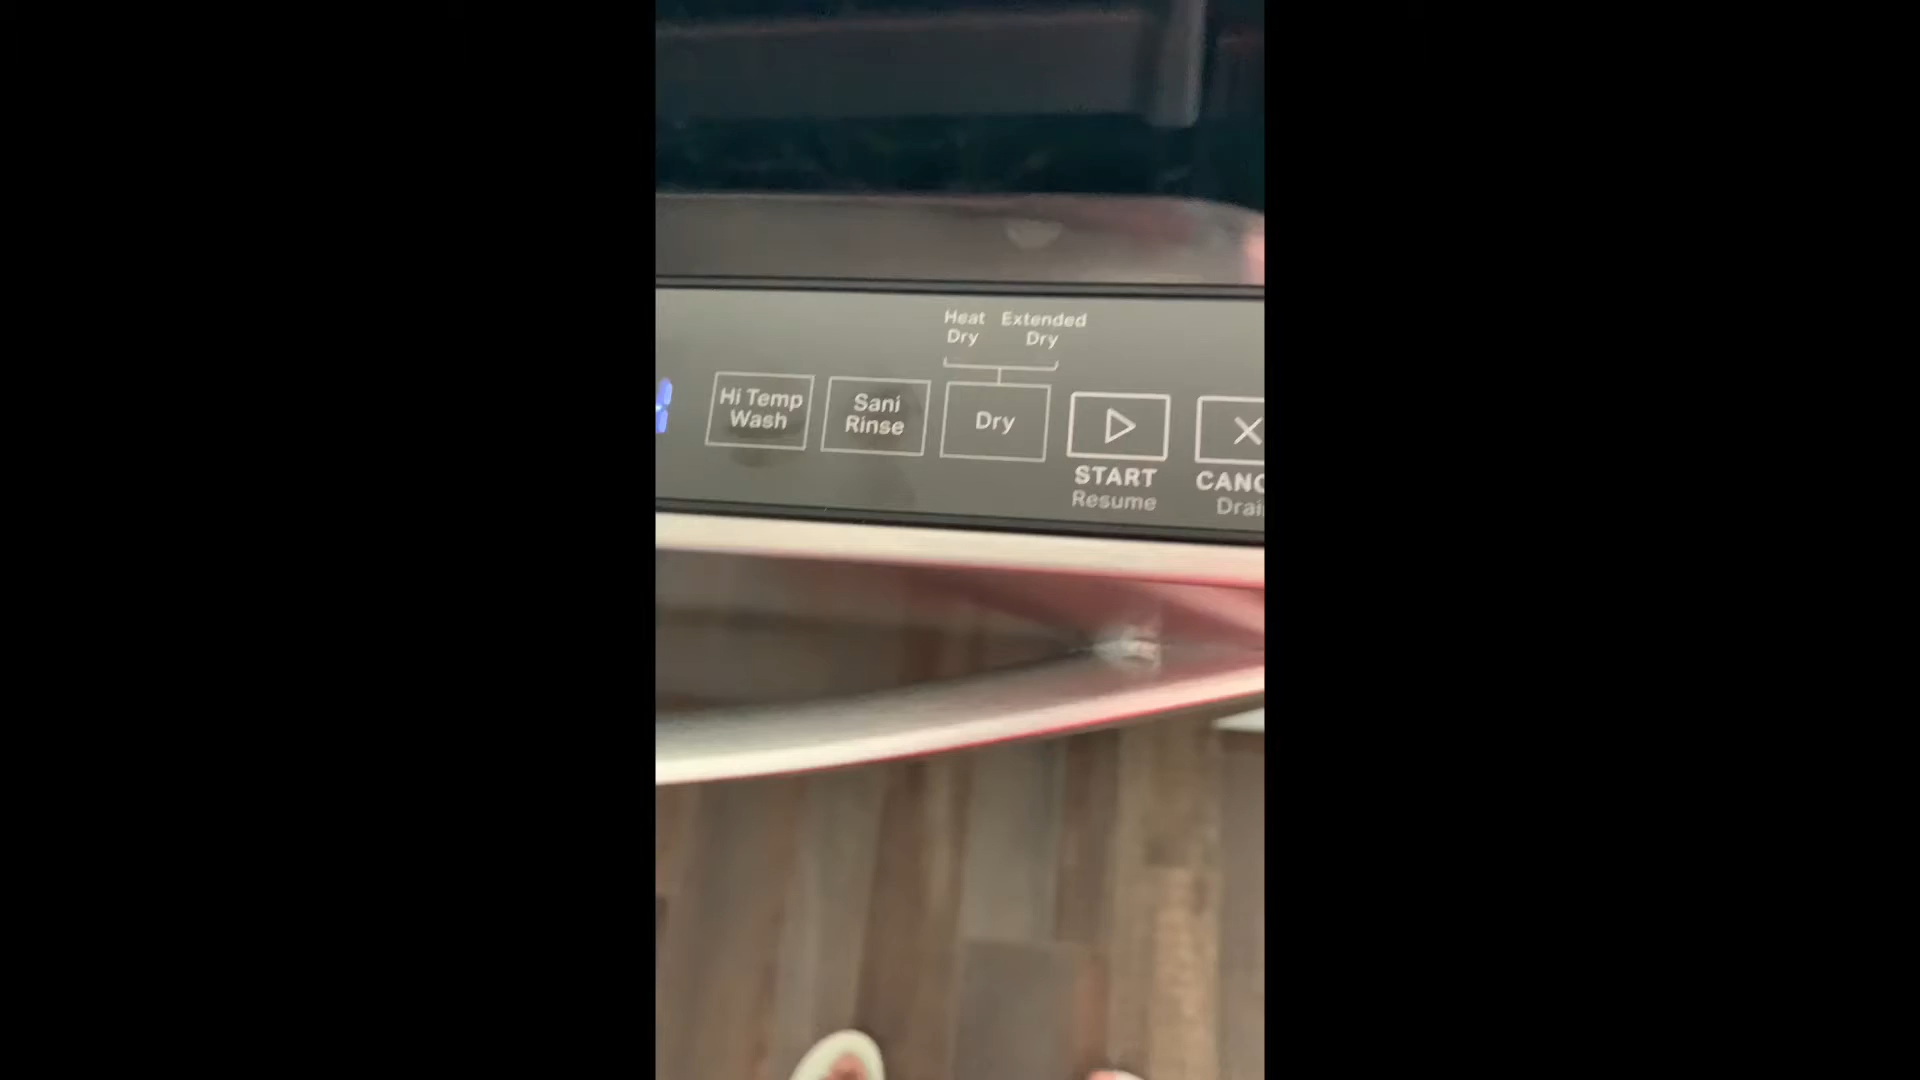 Heat Extended
Dry Dry
Hi Temp
Wash
Sani
Rinse
Dry
START
Resume